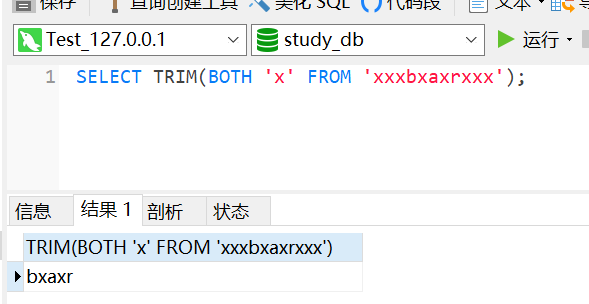 保存 查询创建工具 美化 SQL 代码段 文本
Test_127.0.0.1 study_db 运行
1 SELECT TRIM(BOTH 'x' FROM 'xxxbxaxrxxx');
信息 结果 1 剖析 状态
TRIM(BOTH 'x' FROM 'xxxbxaxrxxx')
bxaxr